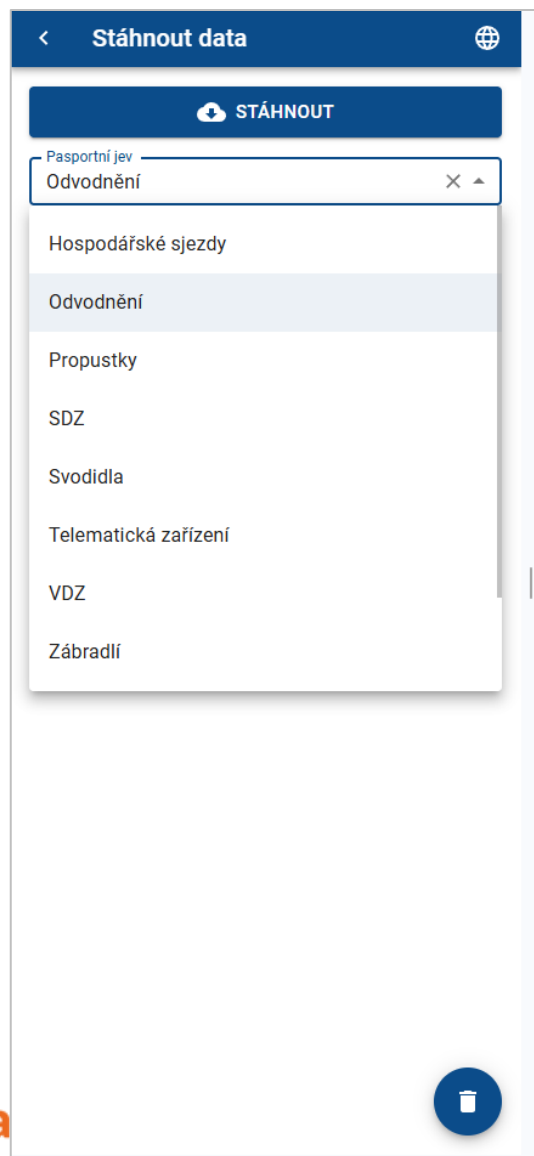 Stáhnout data
STÁHNOUT
Pasportní jev
Odvodnění
Hospodářské sjezdy
Odvodnění
Propustky
SDZ
Svodidla
Telematická zařízení
VDZ
Zábradlí
a